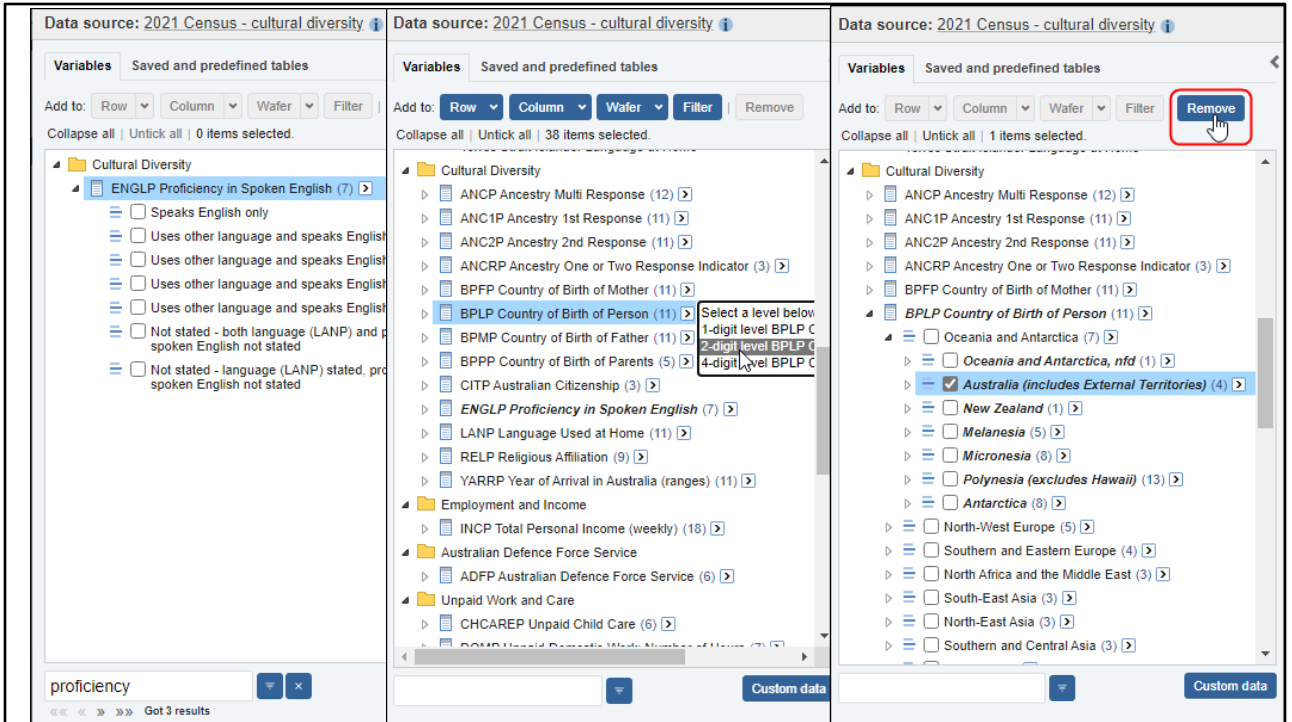 Data source: 2021 Census - cultural diversity
Variables Saved and predefined tables
Add to: Row Column Wafer Filter |
Collapse all | Untick all | 0 items selected.
Cultural Diversity
ENGLP Proficiency in Spoken English (7)
Speaks English only
Uses other language and speaks English
Uses other language and speaks English
Uses other language and speaks English
Uses other language and speaks English
Not stated - both language (LANP) and p
spoken English not stated
Not stated - language (LANP) stated, pro
spoken English not stated
proficiency
Got 3 results
Data source: 2021 Census - cultural diversity
Variables Saved and predefined tables
Add to: Row Column Wafer Filter | Remove
Collapse all | Untick all | 38 items selected.
Cultural Diversity
ANCP Ancestry Multi Response (12)
ANC1P Ancestry 1st Response (11)
ANC2P Ancestry 2nd Response (11)
ANCRP Ancestry One or Two Response Indicator (3)
BPFP Country of Birth of Mother (11)
BPLP Country of Birth of Person (11)
Select a level below
1-digit level BPLP C
2-digit level BPLP C
4-digit level BPLP C
BPMP Country of Birth of Father (11)
BPPP Country of Birth of Parents (5)
CITP Australian Citizenship (3)
ENGLP Proficiency in Spoken English (7)
LANP Language Used at Home (11)
RELP Religious Affiliation (9)
YARRP Year of Arrival in Australia (ranges) (11)
Employment and Income
INCP Total Personal Income (weekly) (18)
Australian Defence Force Service
ADFP Australian Defence Force Service (6)
Unpaid Work and Care
CHCAREP Unpaid Child Care (6)
Custom data
Data source: 2021 Census - cultural diversity
Variables Saved and predefined tables
Add to: Row Column Wafer Filter Remove
Collapse all | Untick all | 1 items selected.
Cultural Diversity
ANCP Ancestry Multi Response (12)
ANC1P Ancestry 1st Response (11)
ANC2P Ancestry 2nd Response (11)
ANCRP Ancestry One or Two Response Indicator (3)
BPFP Country of Birth of Mother (11)
BPLP Country of Birth of Person (11)
Oceania and Antarctica (7)
Oceania and Antarctica, nfd (1)
Australia (includes External Territories) (4)
New Zealand (1)
Melanesia (5)
Micronesia (8)
Polynesia (excludes Hawaii) (13)
Antarctica (8)
North-West Europe (5)
Southern and Eastern Europe (4)
North Africa and the Middle East (3)
South-East Asia (3)
North-East Asia (3)
Southern and Central Asia (3)
Custom data